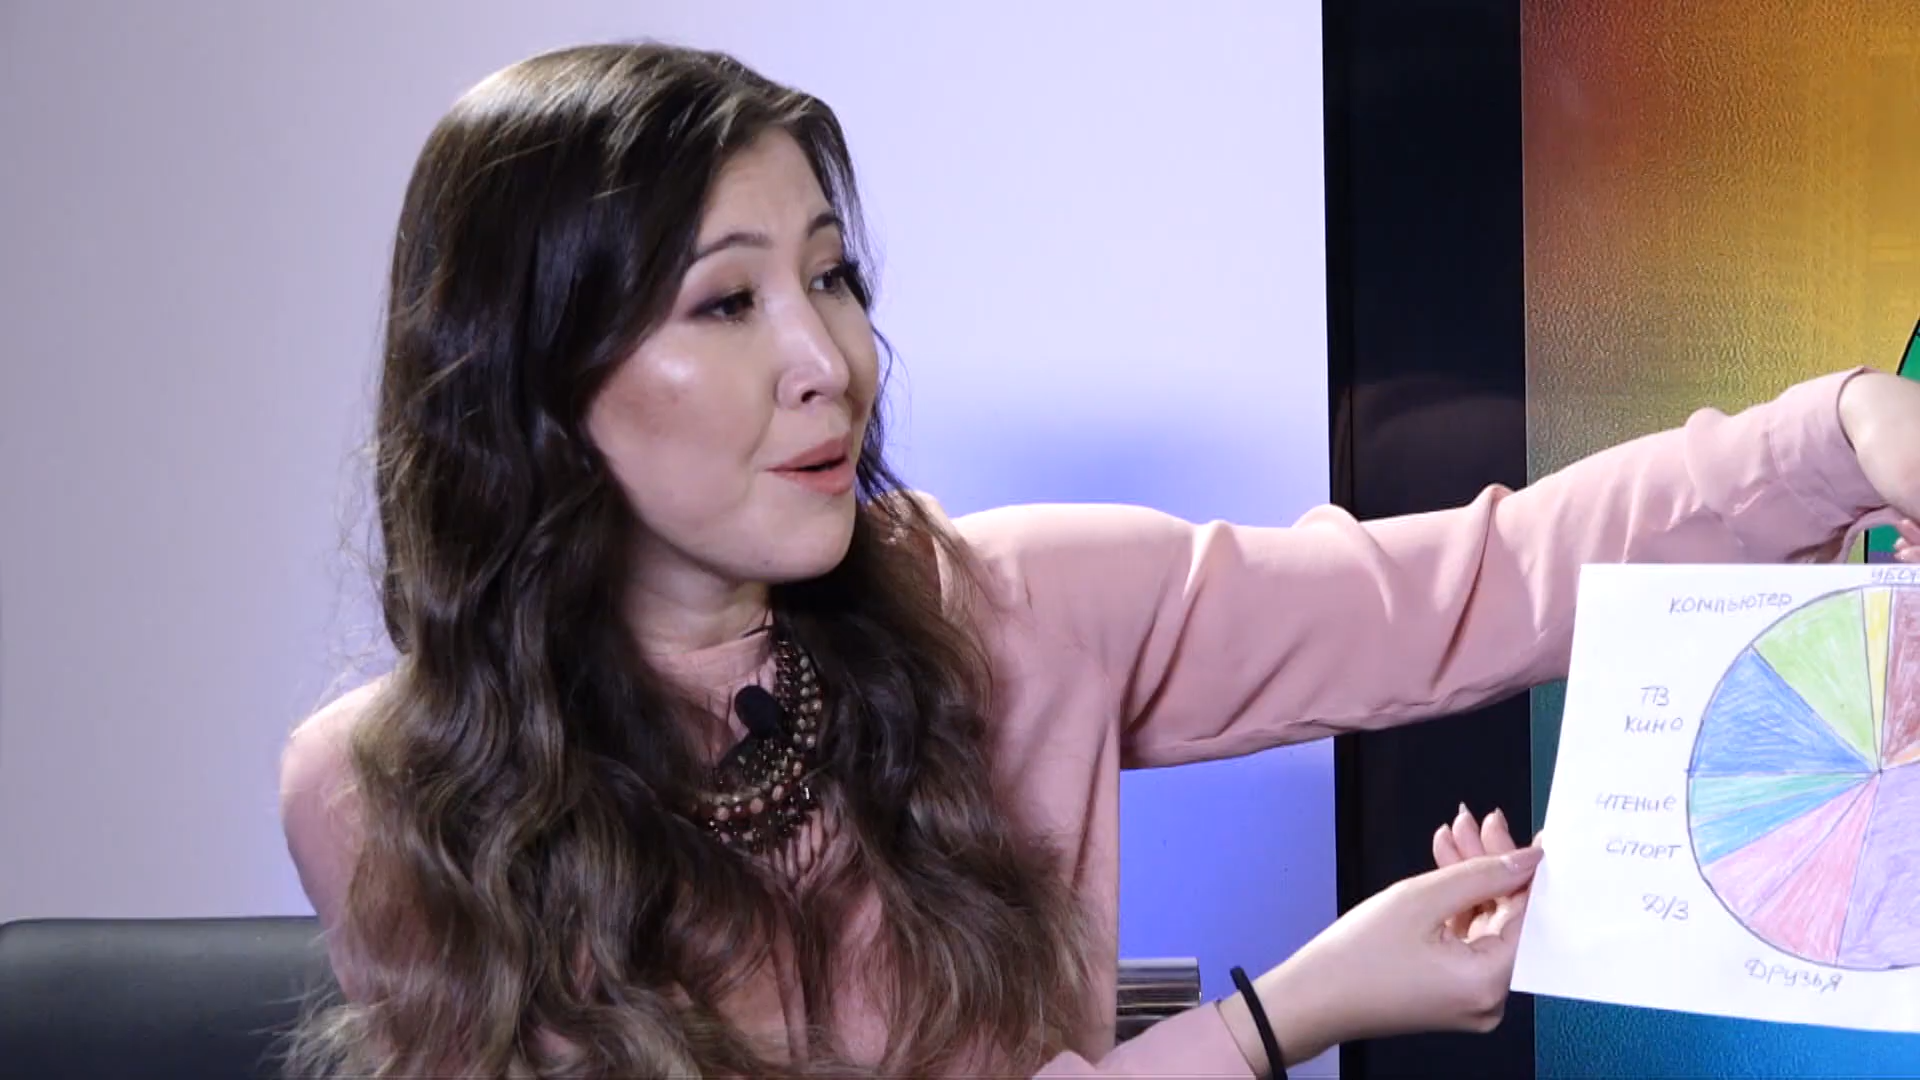 компьютер
ТВ
кино
чтение
спорт
Д/З
друзья